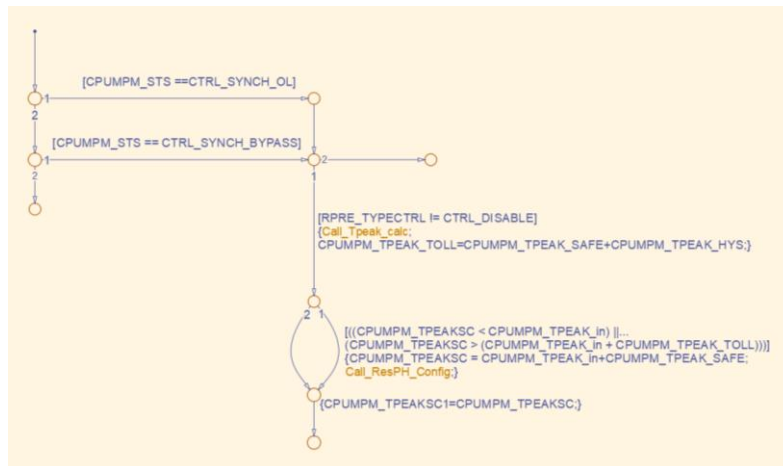 [CPUMPM_STS ==CTRL_SYNCH_OL]
1
2
[CPUMPM_STS == CTRL_SYNCH_BYPASS]
1
2
2
1
[RPRE_TYPECTRL != CTRL_DISABLE]
{Call_Tpeak_calc;
CPUMPM_TPEAK_TOLL=CPUMPM_TPEAK_SAFE+CPUMPM_TPEAK_HYS;}
2 1
[((CPUMPM_TPEAKSC < CPUMPM_TPEAK_in) ||...
(CPUMPM_TPEAKSC > (CPUMPM_TPEAK_in + CPUMPM_TPEAK_TOLL)))]
{CPUMPM_TPEAKSC = CPUMPM_TPEAK_in+CPUMPM_TPEAK_SAFE;
Call_ResPH_Config;}
{CPUMPM_TPEAKSC1=CPUMPM_TPEAKSC;}